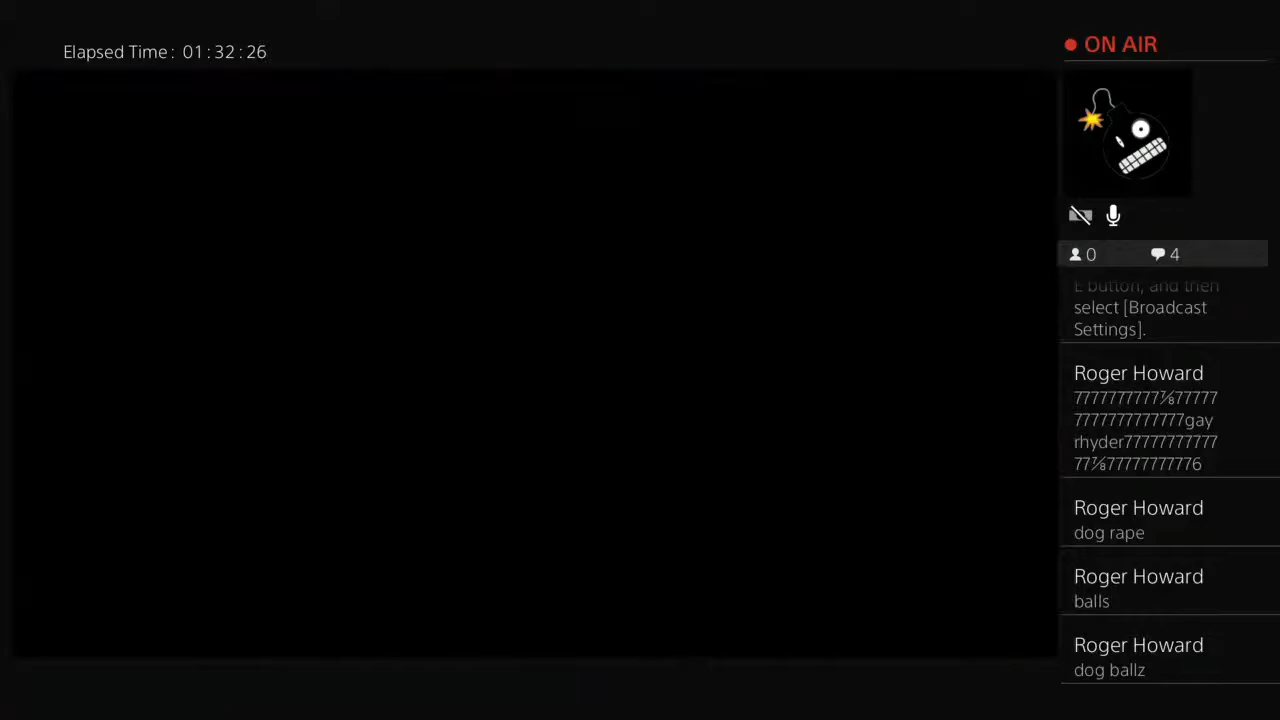 Elapsed Time: 01:32:26
ON AIR
0 4
E button, and then
select [Broadcast
Settings].
Roger Howard
7777777777⅞77777
7777777777777gay
rhyder77777777777
77⅞77777777776
Roger Howard
dog rape
Roger Howard
balls
Roger Howard
dog ballz